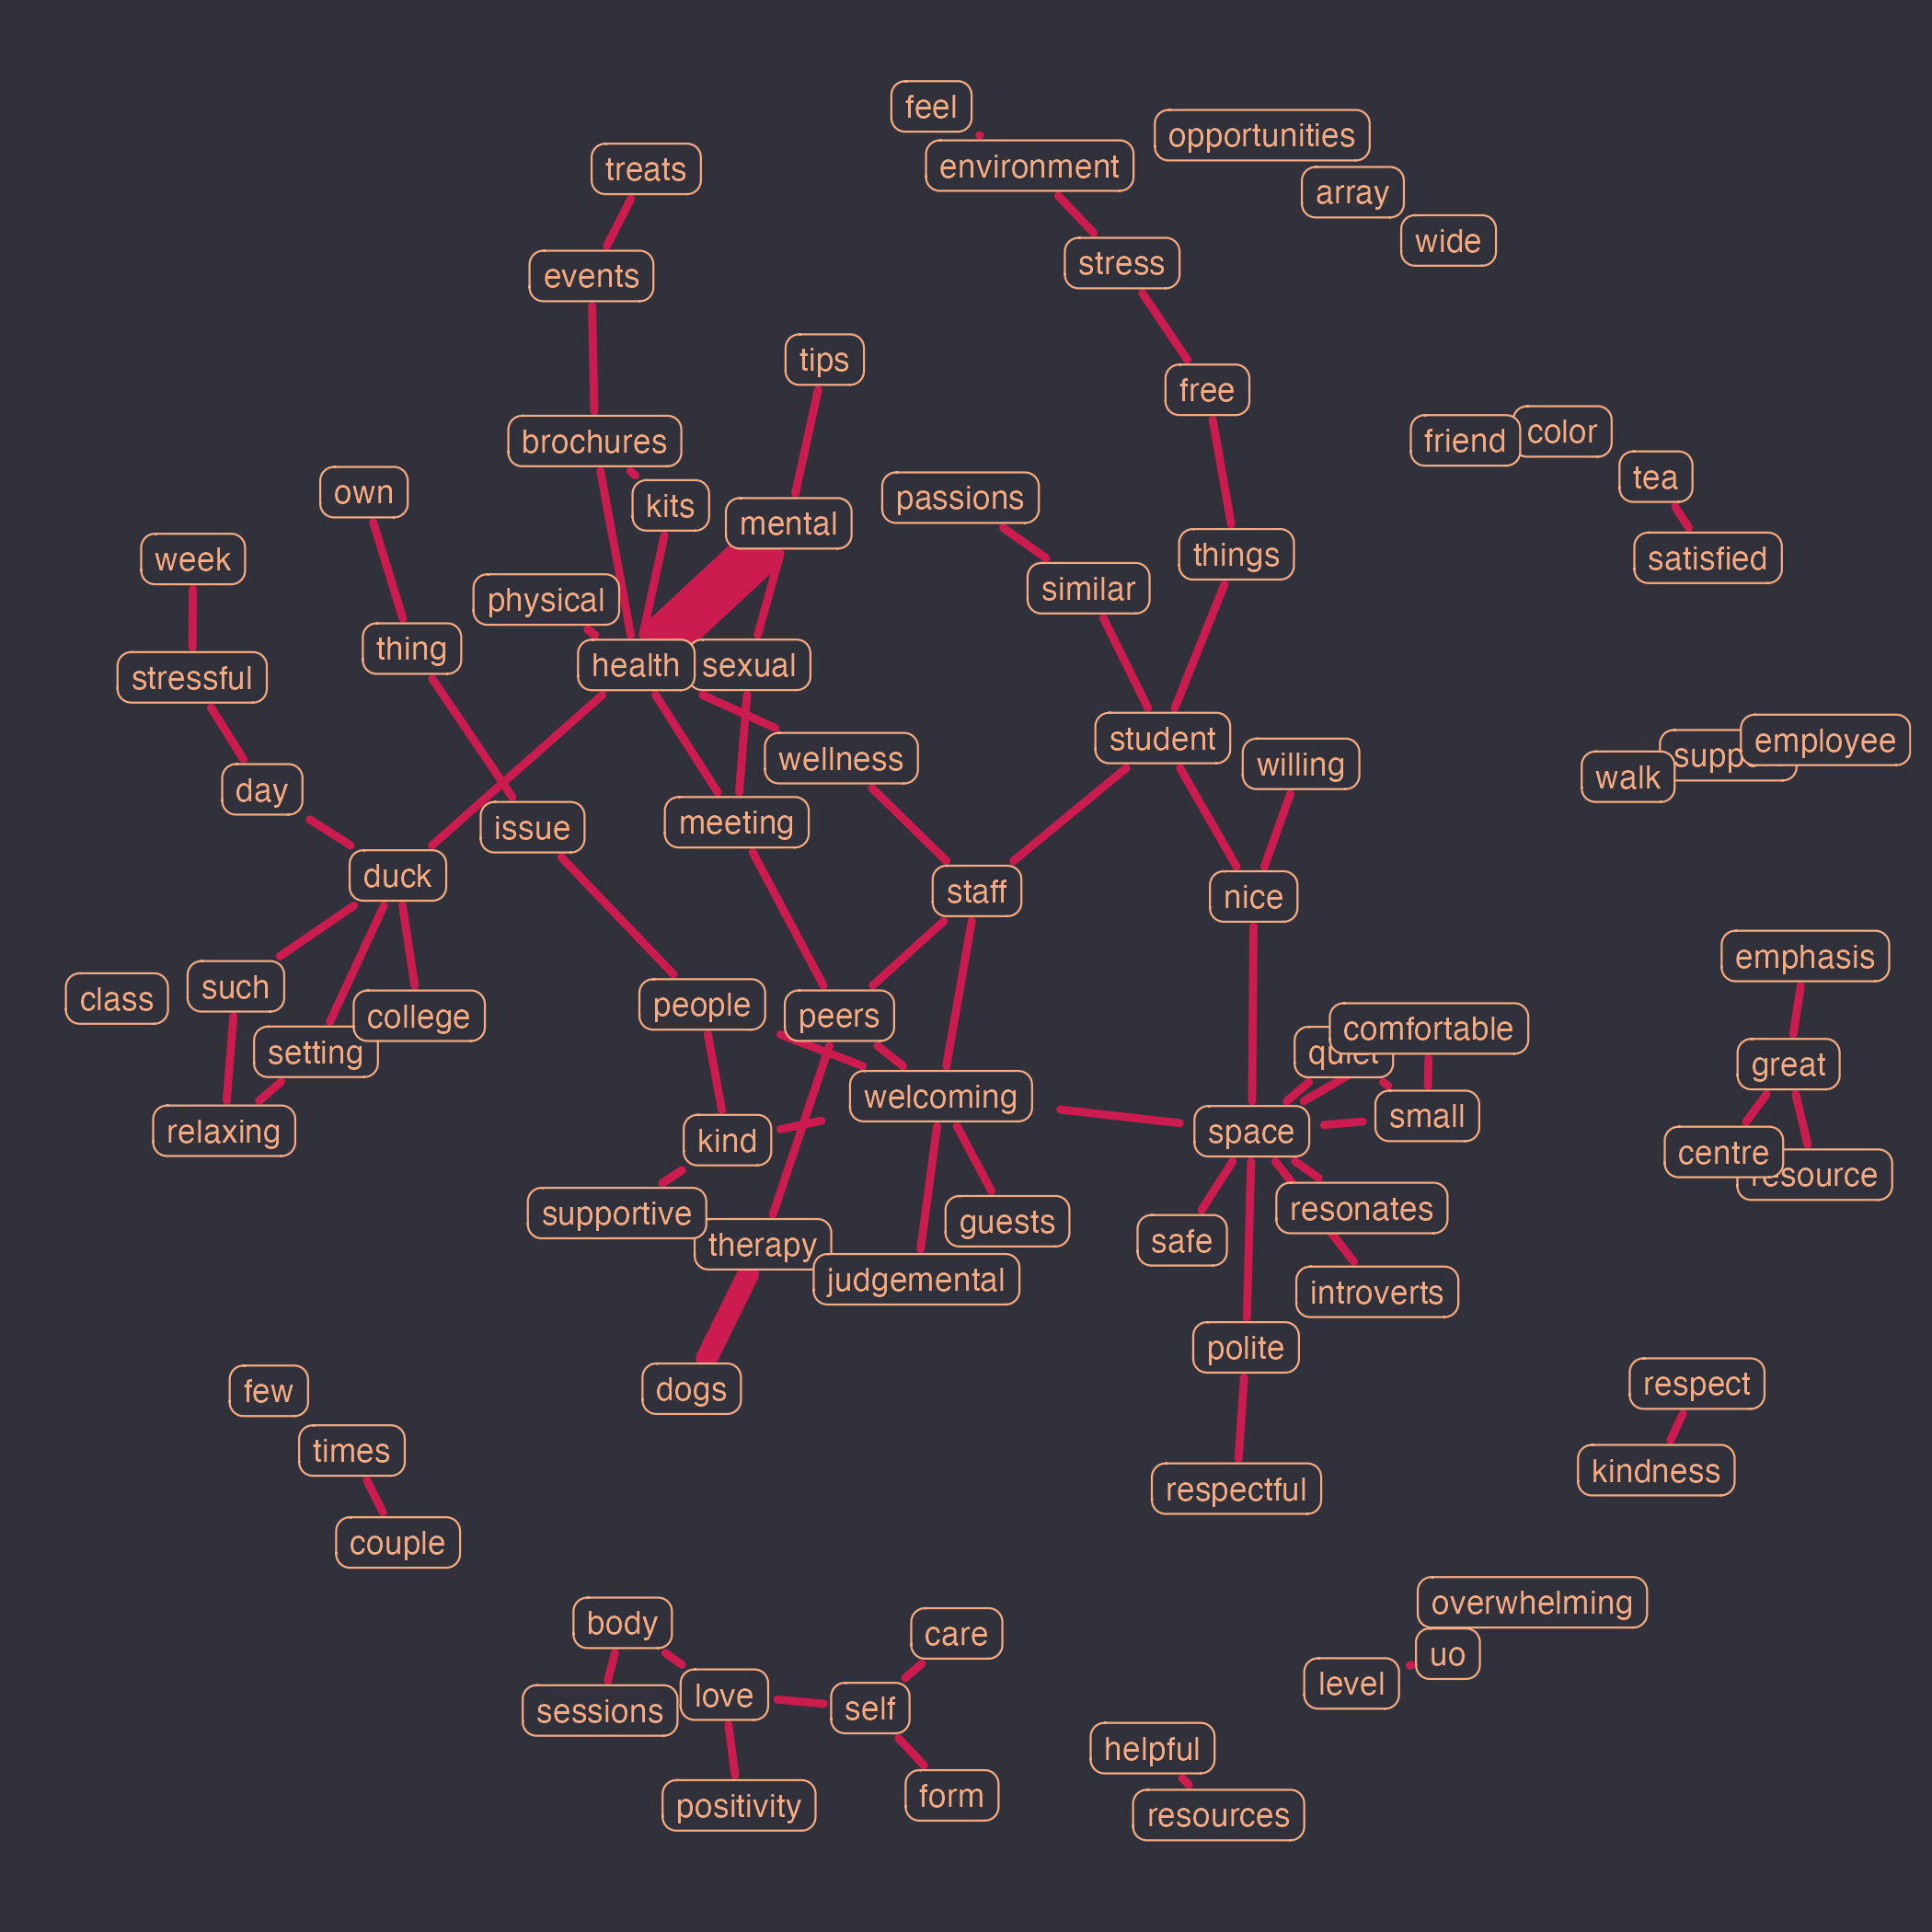 feel
opportunities
environment
treats
array
wide
stress
events
tips
free
color
friend
brochures
tea
own
passions
kits
mental
things
week
satisfied
similar
physical
thing
health
sexual
stressful
student
employee
wellness
willing
walk
day
meeting
issue
duck
staff
nice
emphasis
such
class
people
peers
college
comfortable
setting
great
welcoming
small
relaxing
space
kind
centre
resonates
supportive
guests
safe
therapy
judgemental
introverts
polite
respect
dogs
few
times
kindness
respectful
couple
overwhelming
body
care
uo
level
love
self
sessions
helpful
form
positivity
resources